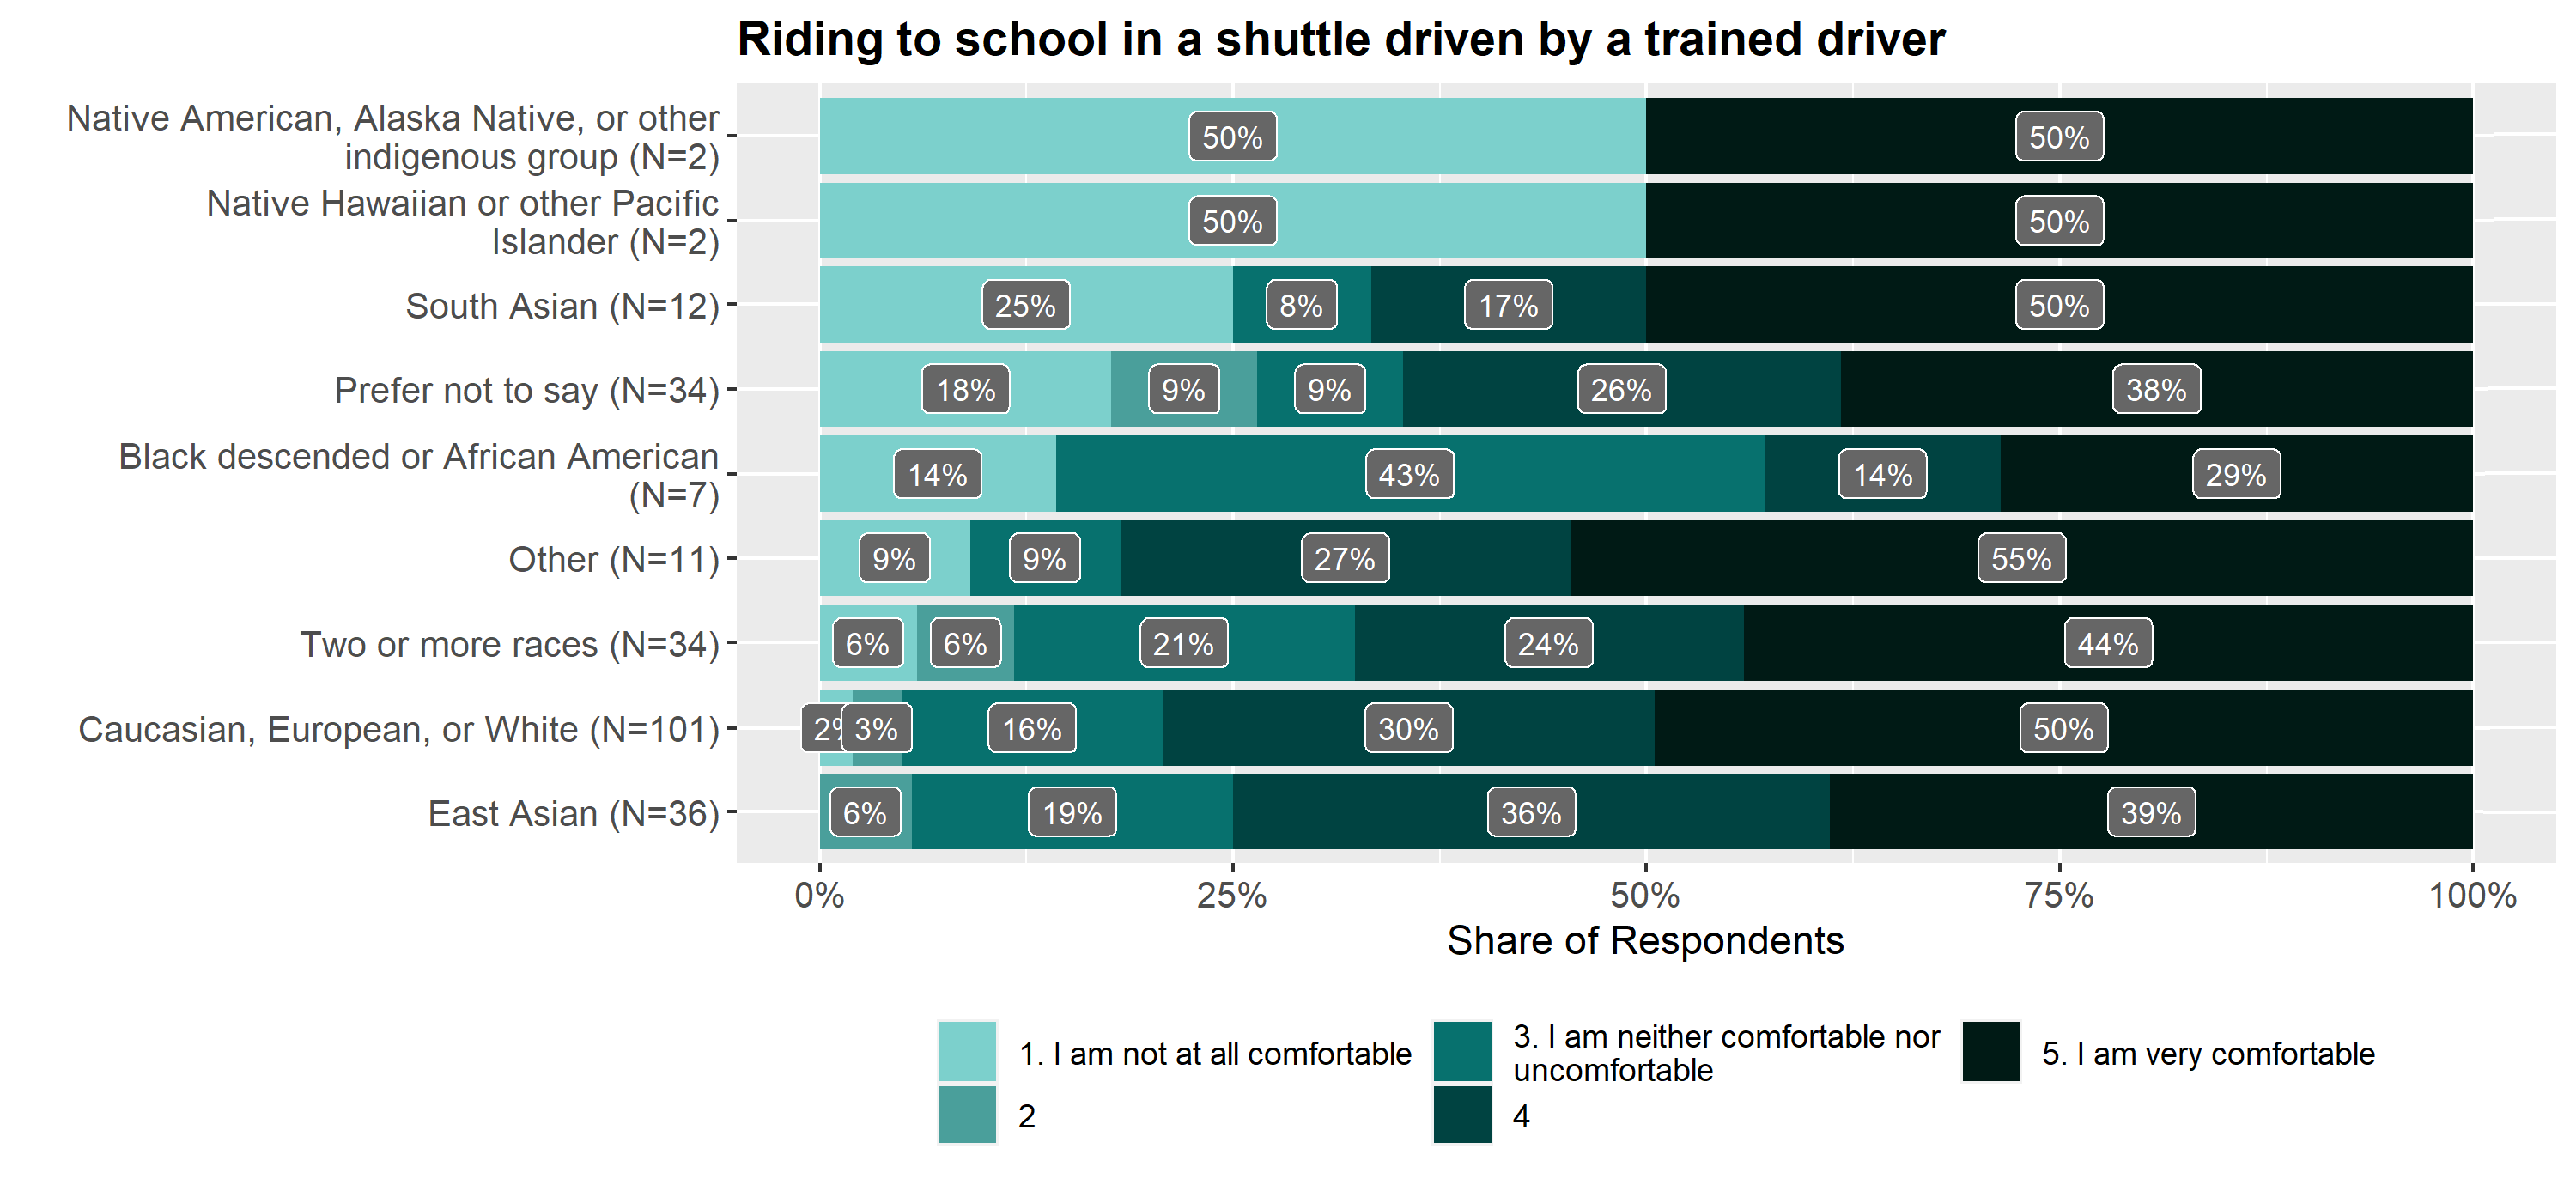 Riding to school in a shuttle driven by a trained driver
Native American, Alaska Native, or other
indigenous group (N=2)
50%
50%
Native Hawaiian or other Pacific
Islander (N=2)
50%
50%
South Asian (N=12)
25%
8%
17%
50%
Prefer not to say (N=34)
18%
9%
9%
26%
38%
Black descended or African American
(N=7)
14%
43%
14%
29%
Other (N=11)
9%
9%
27%
55%
Two or more races (N=34)
6%
6%
21%
24%
44%
Caucasian, European, or White (N=101)
2%
3%
16%
30%
50%
East Asian (N=36)
6%
19%
36%
39%
0%
25%
50%
75%
100%
Share of Respondents
1. I am not at all comfortable
2
3. I am neither comfortable nor
uncomfortable
4
5. I am very comfortable